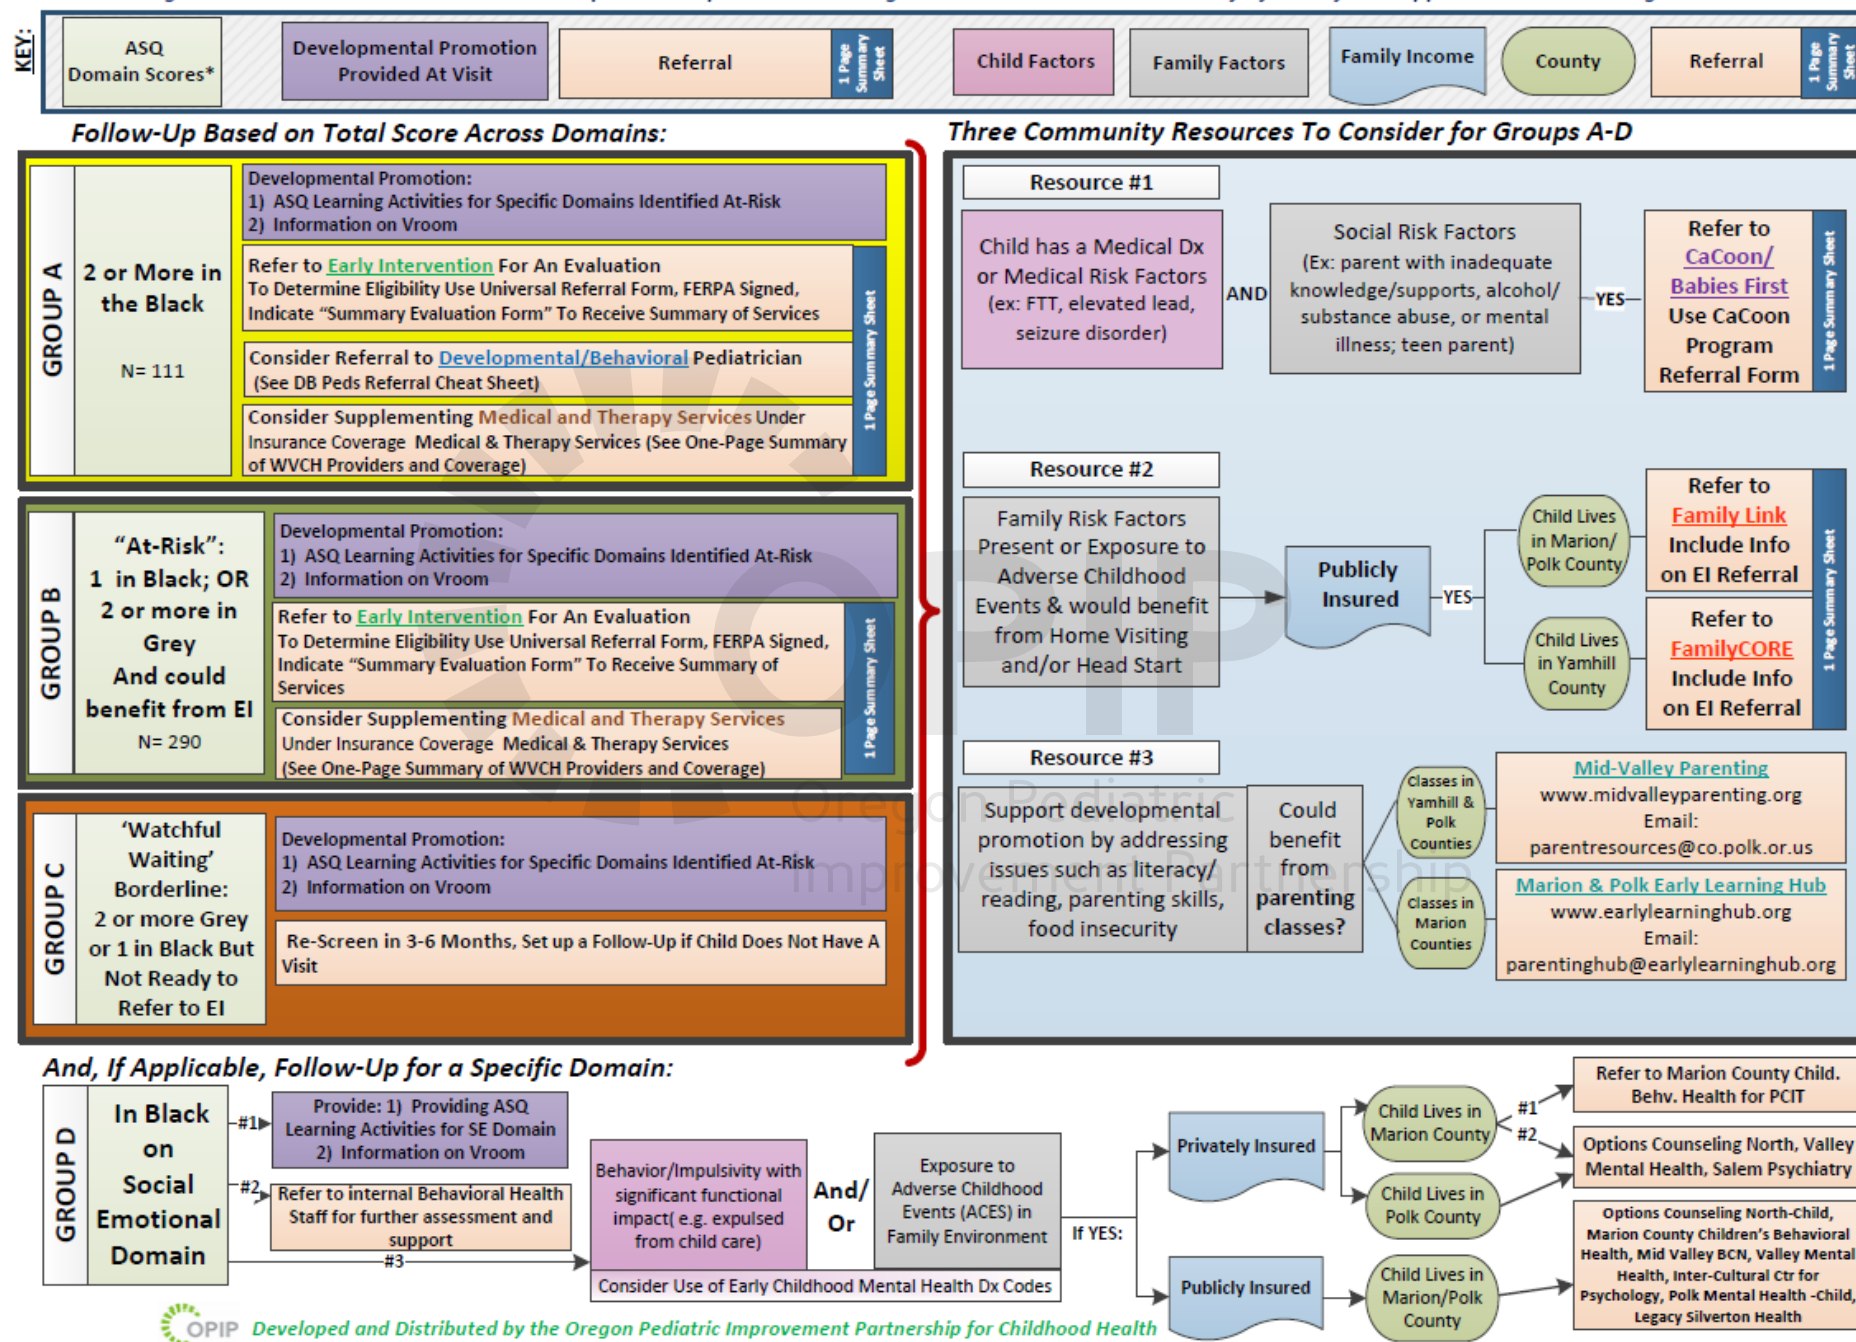 KEY:
ASQ
Domain Scores*
Developmental Promotion
Provided At Visit
Referral
1 Page
Summary
Sheet
Child Factors
Family Factors
Family Income
County
Referral
1 Page
Summary
Sheet
Follow-Up Based on Total Score Across Domains:
GROUP A
2 or More in
the Black
N= 111
Developmental Promotion:
1) ASQ Learning Activities for Specific Domains Identified At-Risk
2) Information on Vroom
Refer to Early Intervention For An Evaluation
To Determine Eligibility Use Universal Referral Form, FERPA Signed,
Indicate “Summary Evaluation Form” To Receive Summary of Services
Consider Referral to Developmental/Behavioral Pediatrician
(See DB Peds Referral Cheat Sheet)
Consider Supplementing Medical and Therapy Services Under
Insurance Coverage Medical & Therapy Services (See One-Page Summary
of WVCH Providers and Coverage)
1 Page Summary Sheet
GROUP B
“At-Risk”:
1 in Black; OR
2 or more in
Grey
And could
benefit from EI
N= 290
Developmental Promotion:
1) ASQ Learning Activities for Specific Domains Identified At-Risk
2) Information on Vroom
Refer to Early Intervention For An Evaluation
To Determine Eligibility Use Universal Referral Form, FERPA Signed,
Indicate “Summary Evaluation Form” To Receive Summary of
Services
Consider Supplementing Medical and Therapy Services
Under Insurance Coverage Medical & Therapy Services
(See One-Page Summary of WVCH Providers and Coverage)
1 Page Summary Sheet
GROUP C
‘Watchful
Waiting’
Borderline:
2 or more Grey
or 1 in Black But
Not Ready to
Refer to EI
Developmental Promotion:
1) ASQ Learning Activities for Specific Domains Identified At-Risk
2) Information on Vroom
Re-Screen in 3-6 Months, Set up a Follow-Up if Child Does Not Have A
Visit
Three Community Resources To Consider for Groups A-D
Resource #1
Child has a Medical Dx
or Medical Risk Factors
(ex: FTT, elevated lead,
seizure disorder)
AND
Social Risk Factors
(Ex: parent with inadequate
knowledge/supports, alcohol/
substance abuse, or mental
illness; teen parent)
YES
Refer to
CaCoon/
Babies First
Use CaCoon
Program
Referral Form
1 Page Summary Sheet
Resource #2
Family Risk Factors
Present or Exposure to
Adverse Childhood
Events & would benefit
from Home Visiting
and/or Head Start
Publicly
Insured
YES
Child Lives
in Marion/
Polk County
Refer to
Family Link
Include Info
on EI Referral
Child Lives
in Yamhill
County
Refer to
FamilyCORE
Include Info
on EI Referral
1 Page Summary Sheet
Resource #3
Support developmental
promotion by addressing
issues such as literacy/
reading, parenting skills,
food insecurity
Could
benefit
from
parenting
classes?
Classes in
Yamhill &
Polk
Counties
Mid-Valley Parenting
www.midvalleyparenting.org
Email:
parentresources@co.polk.or.us
Classes in
Marion
Counties
Marion & Polk Early Learning Hub
www.earlylearninghub.org
Email:
parentinghub@earlylearninghub.org
OPIP
Oregon Pediatric
Improvement Partnership
And, If Applicable, Follow-Up for a Specific Domain:
GROUP D
In Black
on
Social
Emotional
Domain
#1
Provide: 1) Providing ASQ
Learning Activities for SE Domain
2) Information on Vroom
#2
Refer to internal Behavioral Health
Staff for further assessment and
support
#3
Behavior/Impulsivity with
significant functional
impact( e.g. expulsed
from child care)
And/
Or
Exposure to
Adverse Childhood
Events (ACES) in
Family Environment
Consider Use of Early Childhood Mental Health Dx Codes
If YES:
Privately Insured
Child Lives in
Marion County
#1
#2
Refer to Marion County Child.
Behv. Health for PCIT
Child Lives in
Polk County
Options Counseling North, Valley
Mental Health, Salem Psychiatry
Publicly Insured
Child Lives in
Marion/Polk
County
Options Counseling North-Child,
Marion County Children’s Behavioral
Health, Mid Valley BCN, Valley Mental
Health, Inter-Cultural Ctr for
Psychology, Polk Mental Health -Child,
Legacy Silverton Health
OPIP Developed and Distributed by the Oregon Pediatric Improvement Partnership for Childhood Health